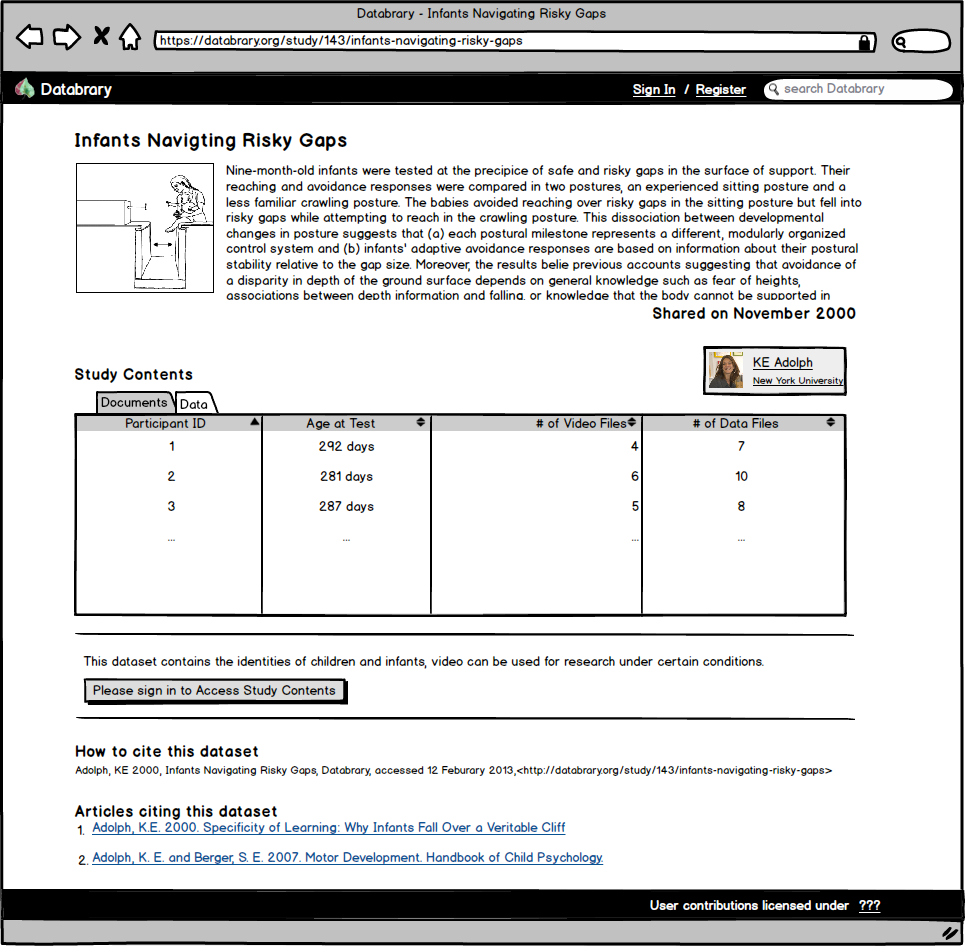 Databrary - Infants Navigating Risky Gaps
https://databrary.org/study/143/infants-navigating-risky-gaps
Databrary
Sign In / Register
search Databrary
Infants Navigting Risky Gaps
Nine-month-old infants were tested at the precipice of safe and risky gaps in the surface of support. Their
reaching and avoidance responses were compared in two postures, an experienced sitting posture and a
less familiar crawling posture. The babies avoided reaching over risky gaps in the sitting posture but fell into
risky gaps while attempting to reach in the crawling posture. This dissociation between developmental
changes in posture suggests that (a) each postural milestone represents a different, modularly organized
control system and (b) infants' adaptive avoidance responses are based on information about their postural
stability relative to the gap size. Moreover, the results belie previous accounts suggesting that avoidance of
a disparity in depth of the ground surface depends on general knowledge such as fear of heights,
associations between depth information and falling, or knowledge that the body cannot be supported in
Shared on November 2000
KE Adolph
New York University
Study Contents
Documents
Data
Participant ID Age at Test # of Video Files # of Data Files
1 292 days 4 7
2 281 days 6 10
3 287 days 5 8
... ... ... ...
This dataset contains the identities of children and infants, video can be used for research under certain conditions.
Please sign in to Access Study Contents
How to cite this dataset
Adolph, KE 2000, Infants Navigating Risky Gaps, Databrary, accessed 12 Feburary 2013,<http://databrary.org/study/143/infants-navigating-risky-gaps>
Articles citing this dataset
1. Adolph, K.E. 2000. Specificity of Learning: Why Infants Fall Over a Veritable Cliff
2. Adolph, K. E. and Berger, S. E. 2007. Motor Development. Handbook of Child Psychology.
User contributions licensed under ???